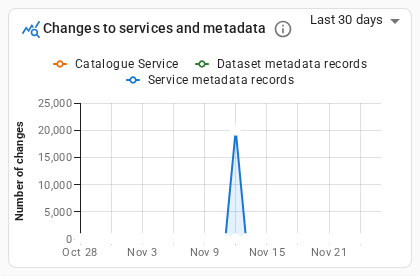 Changes to services and metadata
Last 30 days
Catalogue Service
Dataset metadata records
Service metadata records
Number of changes
25,000
20,000
15,000
10,000
5,000
0
Oct 28
Nov 3
Nov 9
Nov 15
Nov 21